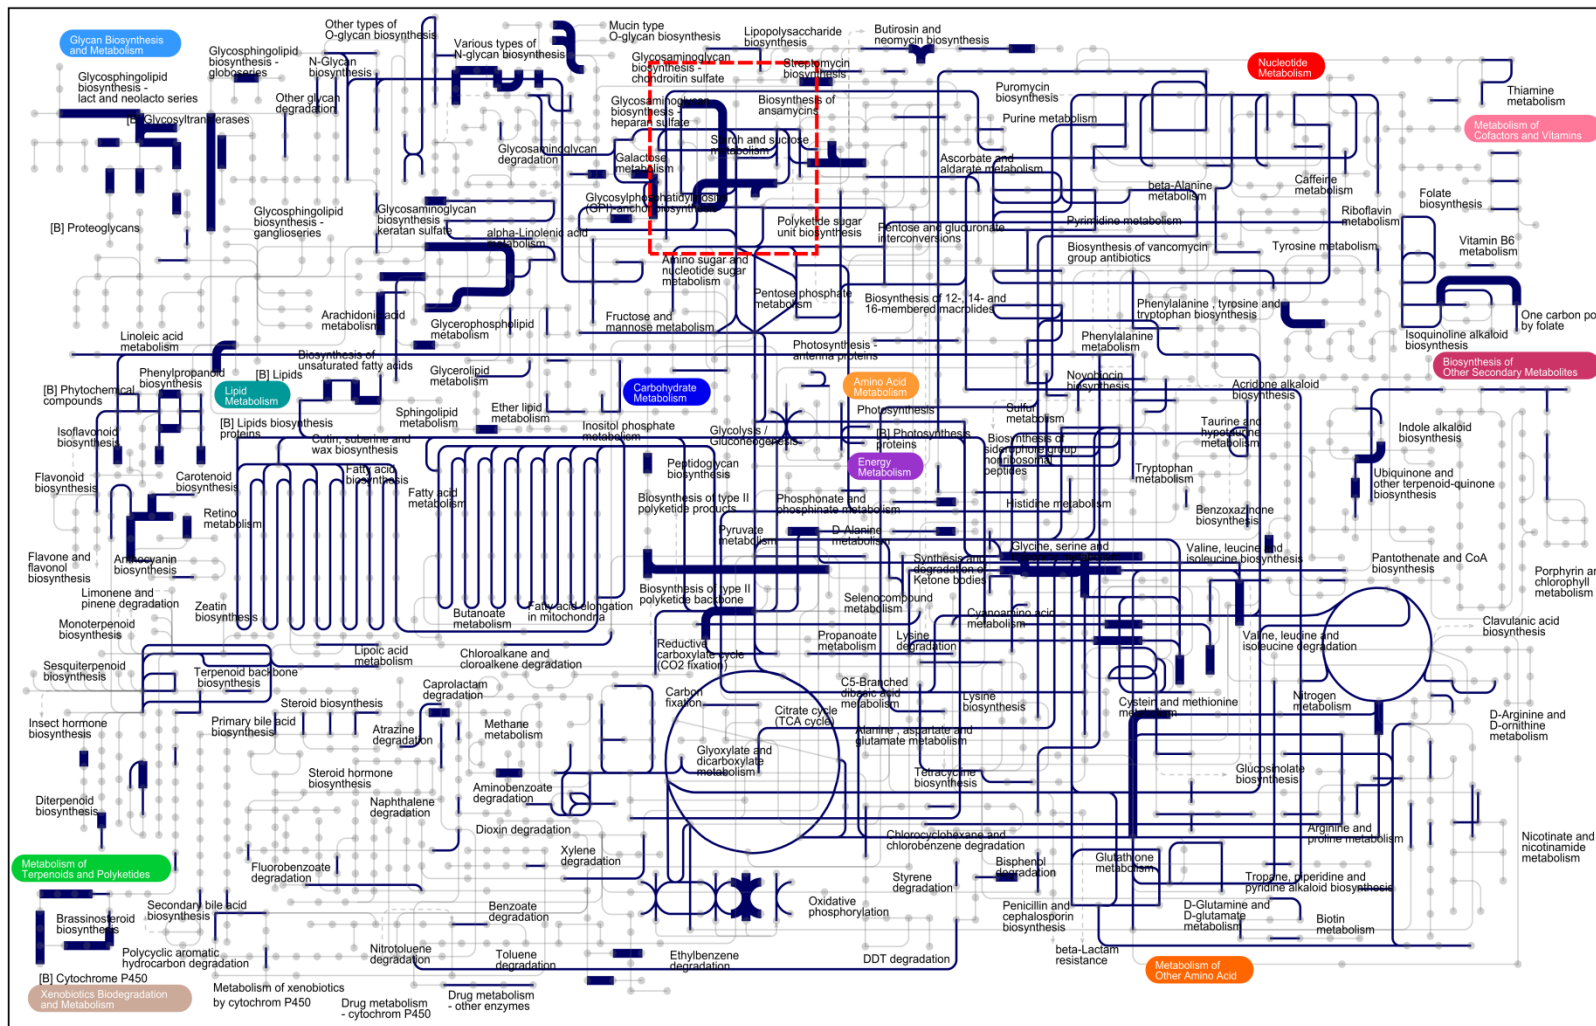 Glycan Biosynthesis
and Metabolism
Glycosphingolipid
biosynthesis -
lact and neolacto series
Glycosphingolipid
biosynthesis -
globoseries
Other types of
O-glycan biosynthesis
N-Glycan
biosynthesis
Various types of
N-glycan biosynthesis
Mucin type
O-glycan biosynthesis
Glycosaminoglycan
biosynthesis -
chondroitin sulfate
Lipopolysaccharide
biosynthesis
Butirosin and
neomycin biosynthesis
Streptomycin
biosynthesis
Nucleotide
Metabolism
Thiamine
metabolism
Metabolism of
Cofactors and Vitamins
[B] Glycosyltransferases
Other glycan
degradation
Glycosaminoglycan
biosynthesis -
heparan sulfate
Biosynthesis of
ansamycins
Puromycin
biosynthesis
Purine metabolism
Glycosaminoglycan
degradation
Galactose
metabolism
Starch and sucrose
metabolism
Ascorbate and
aldarate metabolism
beta-Alanine
metabolism
Caffeine
metabolism
Folate
biosynthesis
[B] Proteoglycans
Glycosphingolipid
biosynthesis -
ganglioseries
Glycosaminoglycan
biosynthesis -
keratan sulfate
Glycosylphosphatidylinositol
(GPI)-anchor biosynthesis
Polyketide sugar
unit biosynthesis
Pentose and glucuronate
interconversions
Pyrimidine metabolism
Riboflavin
metabolism
alpha-Linolenic acid
metabolism
Biosynthesis of vancomycin
group antibiotics
Tyrosine metabolism
Vitamin B6
metabolism
Amino sugar and
nucleotide sugar
metabolism
Pentose phosphate
metabolism
Biosynthesis of 12-, 14- and
16-membered macrolides
Phenylalanine , tyrosine and
tryptophan biosynthesis
One carbon po
by folate
Arachidonic acid
metabolism
Glycerophospholipid
metabolism
Fructose and
mannose metabolism
Photosynthesis -
antenna proteins
Phenylalanine
metabolism
Isoquinoline alkaloid
biosynthesis
Linoleic acid
metabolism
Biosynthesis of
unsaturated fatty acids
Glycerolipid
metabolism
Biosynthesis of
Other Secondary Metabolites
Phenylpropanoid
biosynthesis
[B] Phytochemical
compounds
Lipid
Metabolism
[B] Lipids
Carbohydrate
Metabolism
Amino Acid
Metabolism
Novobiocin
biosynthesis
Acridone alkaloid
biosynthesis
Isoflavonoid
biosynthesis
[B] Lipids biosynthesis
proteins
Sphingolipid
metabolism
Ether lipid
metabolism
Inositol phosphate
metabolism
Glycolysis /
Gluconeogenesis
Photosynthesis
[B] Photosynthesis
proteins
Sulfur
metabolism
Taurine and
hypotaurine
metabolism
Indole alkaloid
biosynthesis
Cutin, suberine and
wax biosynthesis
Biosynthesis of
siderophore group
nonribosomal
peptides
Energy
Metabolism
Flavonoid
biosynthesis
Carotenoid
biosynthesis
Fatty acid
biosynthesis
Fatty acid
metabolism
Peptidoglycan
biosynthesis
Tryptophan
metabolism
Ubiquinone and
other terpenoid-quinone
biosynthesis
Retinol
metabolism
Biosynthesis of type II
polyketide products
Phosphonate and
phosphinate metabolism
Histidine metabolism
Benzoxazinone
biosynthesis
Flavone and
flavonol
biosynthesis
Anthocyanin
biosynthesis
Pyruvate
metabolism
D-Alanine
metabolism
Synthesis and
degradation of
Ketone bodies
Glycine, serine and
Valine, leucine and
isoleucine biosynthesis
Pantothenate and CoA
biosynthesis
Porphyrin an
chlorophyll
metabolism
Limonene and
pinene degradation
Zeatin
biosynthesis
Butanoate
metabolism
Fatty acid elongation
in mitochondria
Biosynthesis of type II
polyketide backbone
Selenocompound
metabolism
Cyanoamino acid
metabolism
Clavulanic acid
biosynthesis
Monoterpenoid
biosynthesis
Sesquiterpenoid
biosynthesis
Terpenoid backbone
biosynthesis
Lipoic acid
metabolism
Chloroalkane and
cloroalkene degradation
Reductive
carboxylate cycle
(CO2 fixation)
Propanoate
metabolism
Lysine
degradation
Valine, leucine and
isoleucine degradation
Insect hormone
biosynthesis
Primary bile acid
biosynthesis
Steroid biosynthesis
Caprolactam
degradation
Atrazine
degradation
Methane
metabolism
Carbon
fixation
Citrate cycle
(TCA cycle)
C5-Branched
dibasic acid
metabolism
Lysine
biosynthesis
Cystein and methionine
metabolism
Nitrogen
metabolism
D-Arginine and
D-ornithine
metabolism
Alanine , aspartate and
glutamate metabolism
Glyoxylate and
dicarboxylate
metabolism
Steroid hormone
biosynthesis
Aminobenzoate
degradation
Tetracycline
biosynthesis
Glucosinolate
biosynthesis
Diterpenoid
biosynthesis
Naphthalene
degradation
Dioxin degradation
Chlorocyclohexane and
chlorobenzene degradation
Arginine and
proline metabolism
Nicotinate and
nicotinamide
metabolism
Metabolism of
Terpenoids and Polyketides
Fluorobenzoate
degradation
Xylene
degradation
Styrene
degradation
Bisphenol
degradation
Glutathione
metabolism
Tropane, piperidine and
pyridine alkaloid biosynthesis
Brassinosteroid
biosynthesis
Secondary bile acid
biosynthesis
Benzoate
degradation
Oxidative
phosphorylation
Penicillin and
cephalosporin
biosynthesis
D-Glutamine and
D-glutamate
metabolism
Biotin
metabolism
Polycyclic aromatic
hydrocarbon degradation
Nitrotoluene
degradation
Toluene
degradation
Ethylbenzene
degradation
DDT degradation
beta-Lactam
resistance
Metabolism of
Other Amino Acid
[B] Cytochrome P450
Xenobiotics Biodegradation
and Metabolism
Metabolism of xenobiotics
by cytochrom P450
Drug metabolism
- cytochrom P450
Drug metabolism
- other enzymes